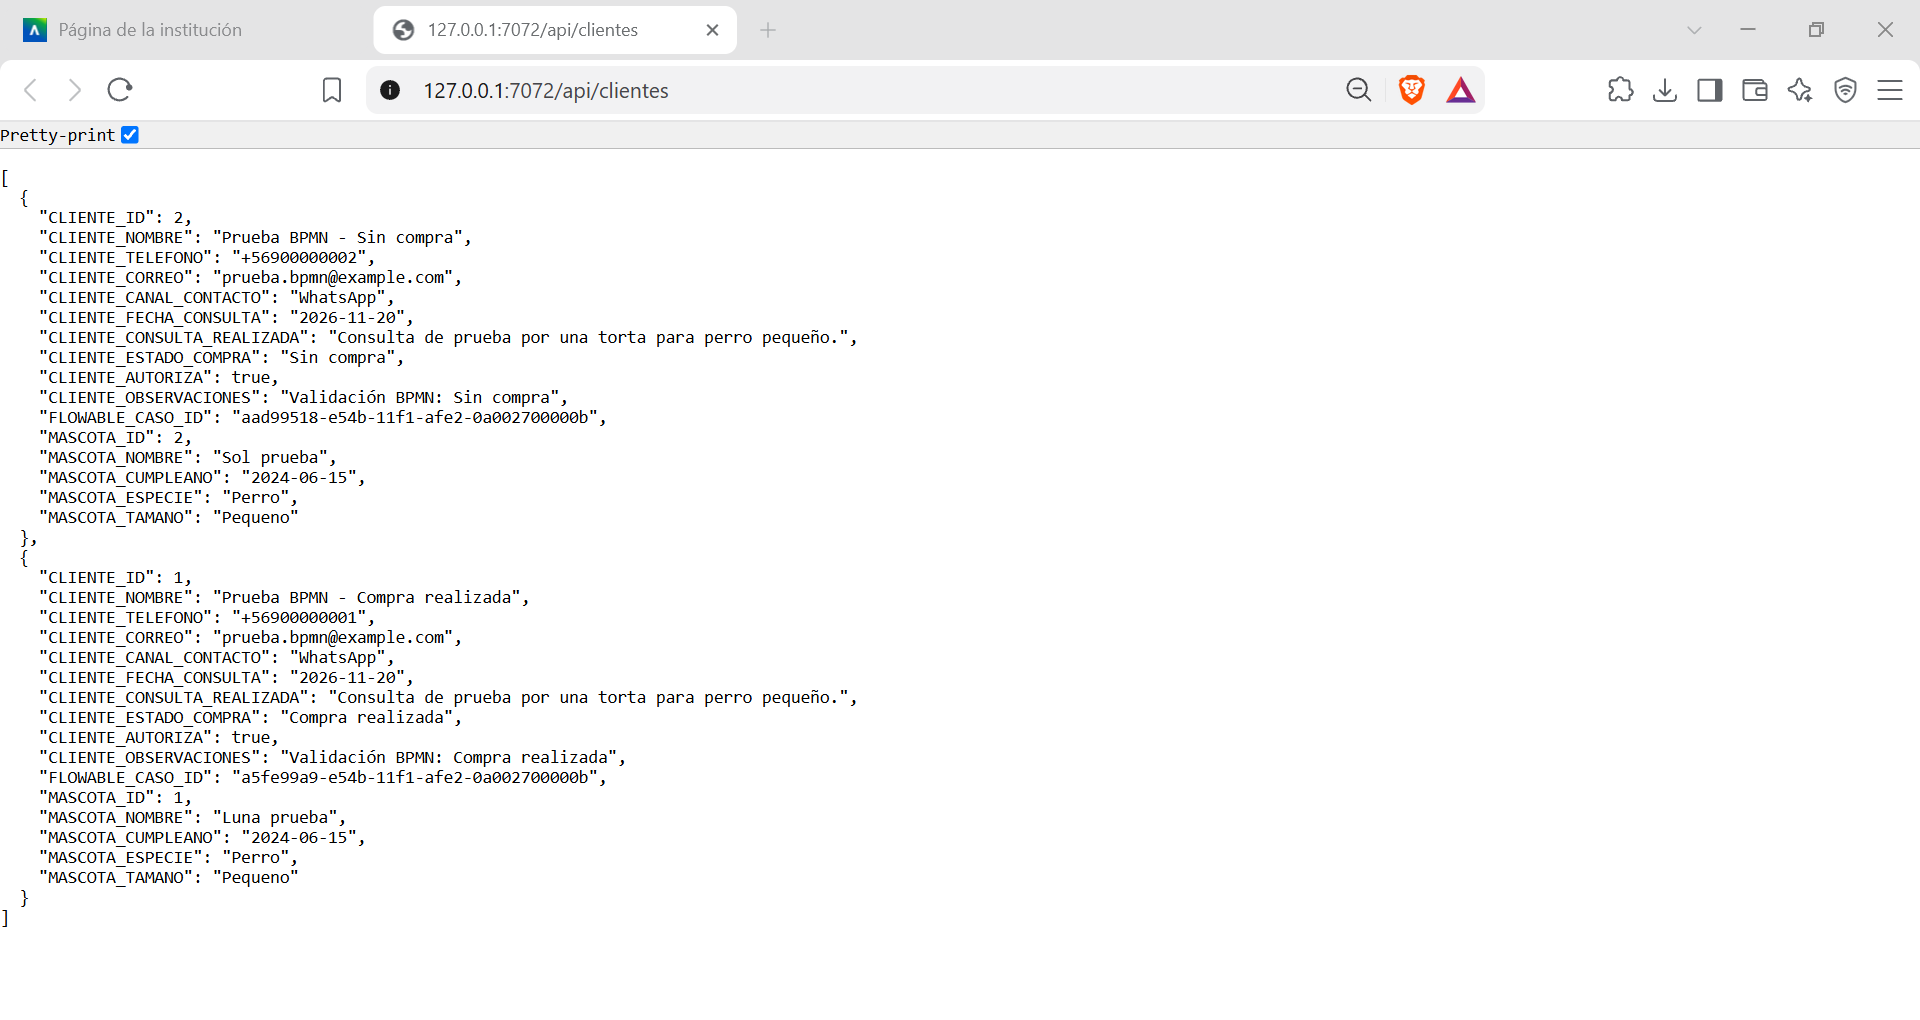 Página de la institución
127.0.0.1:7072/api/clientes
127.0.0.1:7072/api/clientes
Pretty-print
[
  {
    "CLIENTE_ID": 2,
    "CLIENTE_NOMBRE": "Prueba BPMN - Sin compra",
    "CLIENTE_TELEFONO": "+56900000002",
    "CLIENTE_CORREO": "prueba.bpmn@example.com",
    "CLIENTE_CANAL_CONTACTO": "WhatsApp",
    "CLIENTE_FECHA_CONSULTA": "2026-11-20",
    "CLIENTE_CONSULTA_REALIZADA": "Consulta de prueba por una torta para perro pequeño.",
    "CLIENTE_ESTADO_COMPRA": "Sin compra",
    "CLIENTE_AUTORIZA": true,
    "CLIENTE_OBSERVACIONES": "Validación BPMN: Sin compra",
    "FLOWABLE_CASO_ID": "aad99518-e54b-11f1-afe2-0a002700000b",
    "MASCOTA_ID": 2,
    "MASCOTA_NOMBRE": "Sol prueba",
    "MASCOTA_CUMPLEANO": "2024-06-15",
    "MASCOTA_ESPECIE": "Perro",
    "MASCOTA_TAMANO": "Pequeno"
  },
  {
    "CLIENTE_ID": 1,
    "CLIENTE_NOMBRE": "Prueba BPMN - Compra realizada",
    "CLIENTE_TELEFONO": "+56900000001",
    "CLIENTE_CORREO": "prueba.bpmn@example.com",
    "CLIENTE_CANAL_CONTACTO": "WhatsApp",
    "CLIENTE_FECHA_CONSULTA": "2026-11-20",
    "CLIENTE_CONSULTA_REALIZADA": "Consulta de prueba por una torta para perro pequeño.",
    "CLIENTE_ESTADO_COMPRA": "Compra realizada",
    "CLIENTE_AUTORIZA": true,
    "CLIENTE_OBSERVACIONES": "Validación BPMN: Compra realizada",
    "FLOWABLE_CASO_ID": "a5fe99a9-e54b-11f1-afe2-0a002700000b",
    "MASCOTA_ID": 1,
    "MASCOTA_NOMBRE": "Luna prueba",
    "MASCOTA_CUMPLEANO": "2024-06-15",
    "MASCOTA_ESPECIE": "Perro",
    "MASCOTA_TAMANO": "Pequeno"
  }
]